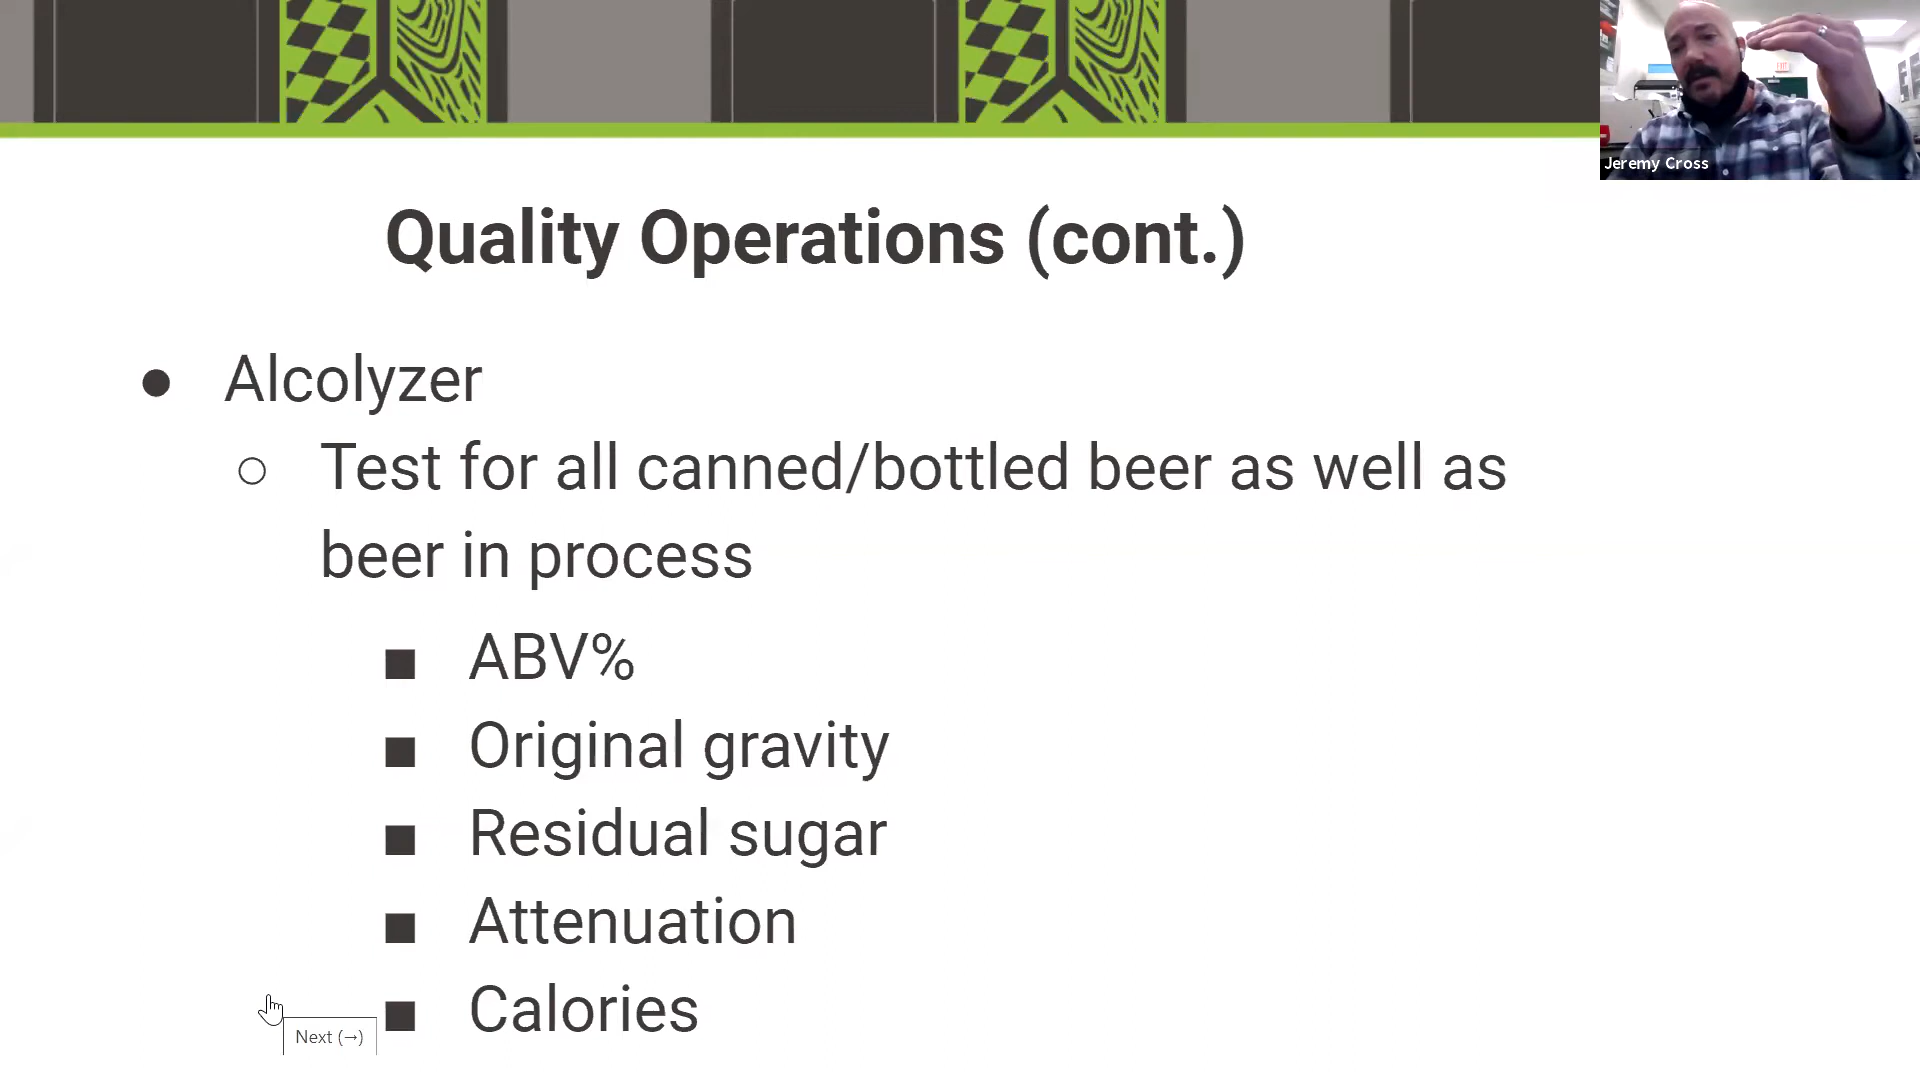 Jeremy Cross
Quality Operations (cont.)
● Alcolyzer
○ Test for all canned/bottled beer as well as
beer in process
■ ABV%
■ Original gravity
■ Residual sugar
■ Attenuation
■ Calories
Next (→)